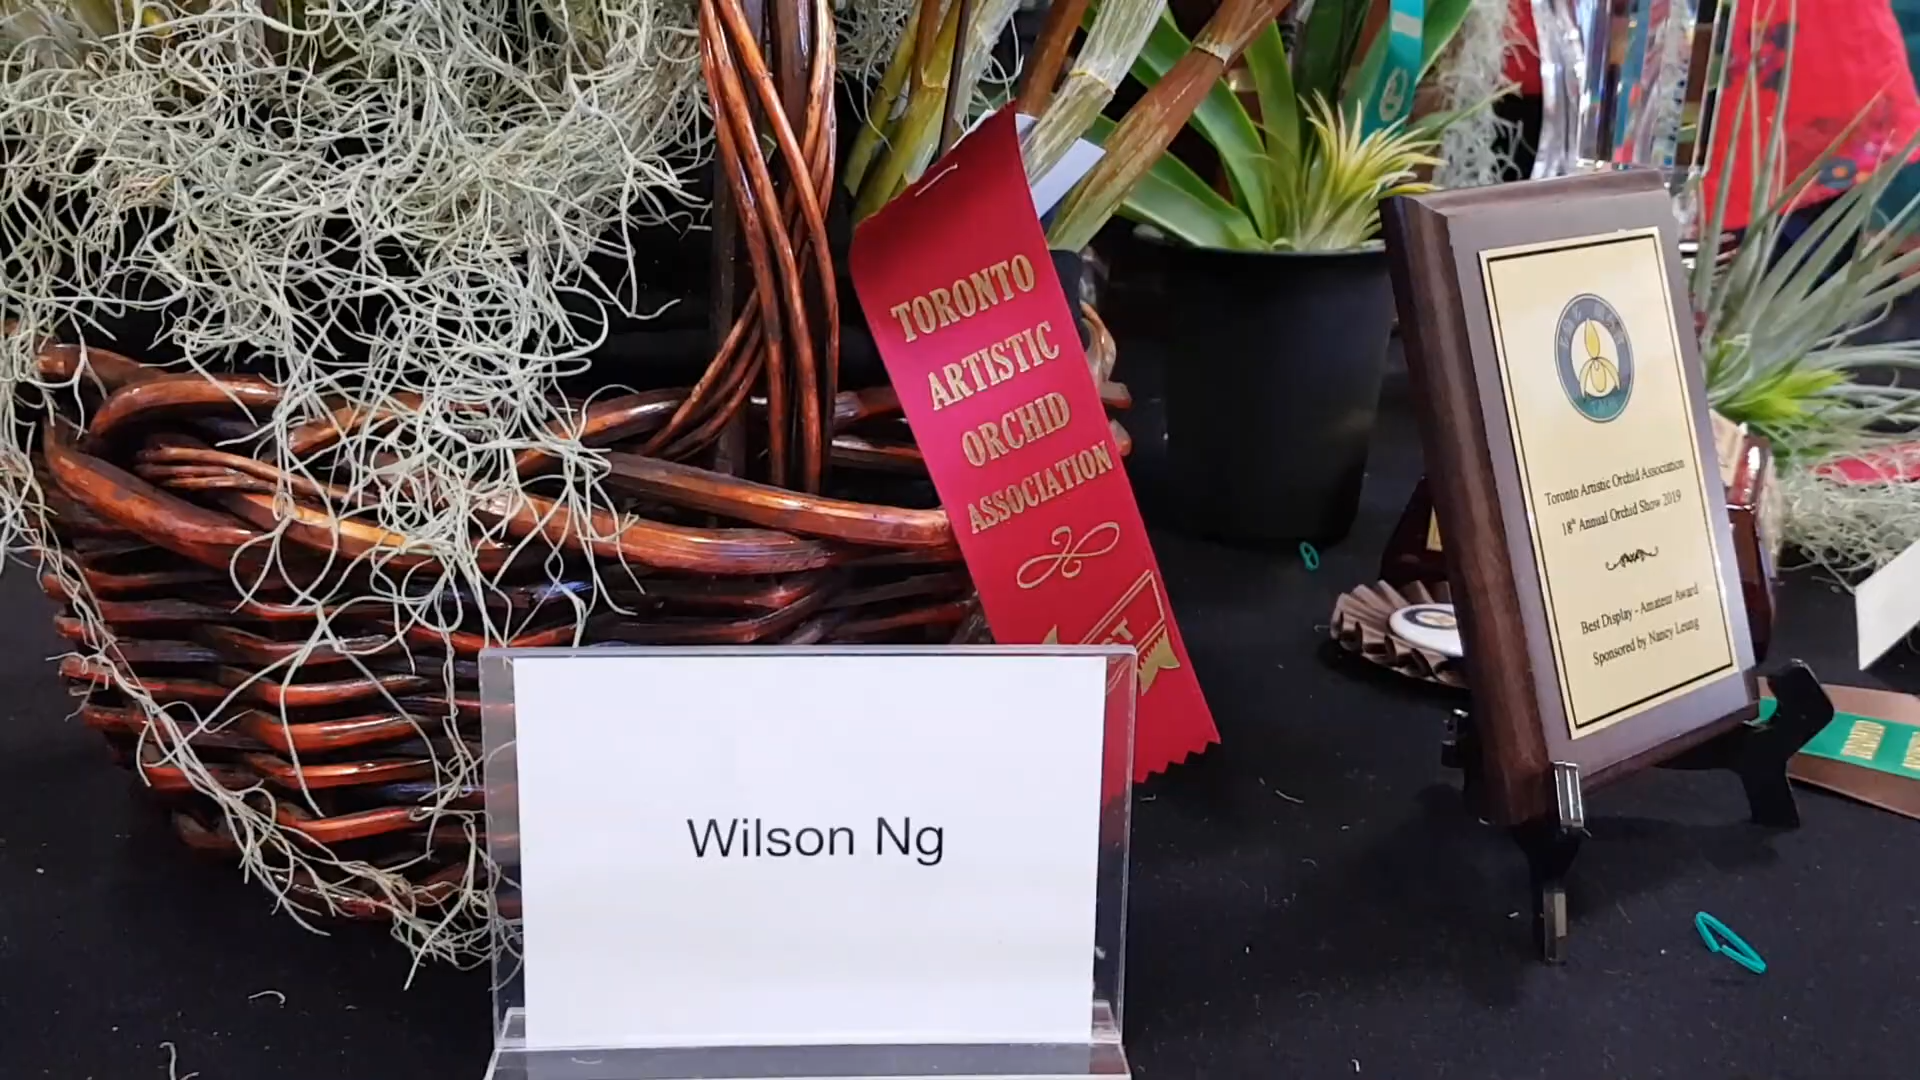 TORONTO
ARTISTIC
ORCHID
ASSOCIATION
Wilson Ng
Toronto Artistic Orchid Association
18th Annual Orchid Show 2019
Best Display - Amateur Award
Sponsored by Nancy Leung
TORONTO